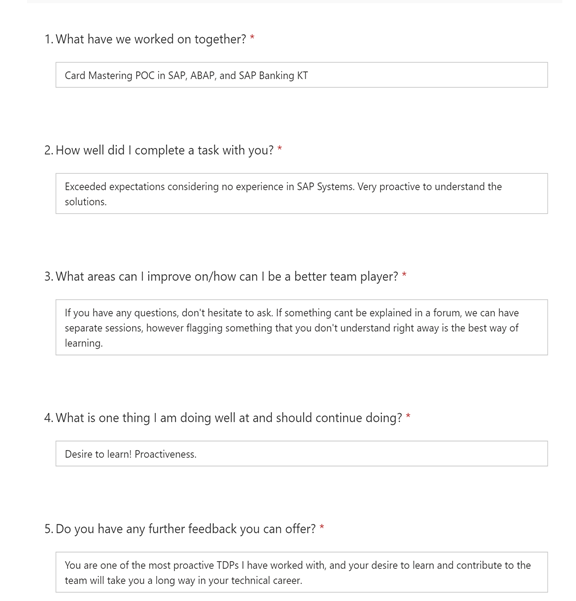 1. What have we worked on together? *
Card Mastering POC in SAP, ABAP, and SAP Banking KT
2. How well did I complete a task with you? *
Exceeded expectations considering no experience in SAP Systems. Very proactive to understand the
solutions.
3. What areas can I improve on/how can I be a better team player? *
If you have any questions, don't hesitate to ask. If something cant be explained in a forum, we can have
separate sessions, however flagging something that you don't understand right away is the best way of
learning.
4. What is one thing I am doing well at and should continue doing? *
Desire to learn! Proactiveness.
5. Do you have any further feedback you can offer? *
You are one of the most proactive TDPs I have worked with, and your desire to learn and contribute to the
team will take you a long way in your technical career.